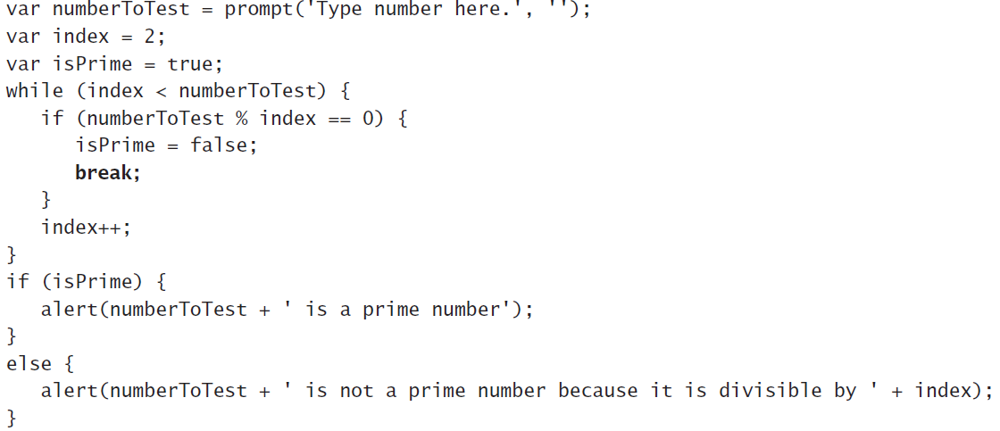 var numberToTest = prompt('Type number here.', '');
var index = 2;
var isPrime = true;
while (index < numberToTest) {
   if (numberToTest % index == 0) {
      isPrime = false;
      break;
   }
   index++;
}
if (isPrime) {
   alert(numberToTest + ' is a prime number');
}
else {
   alert(numberToTest + ' is not a prime number because it is divisible by ' + index);
}